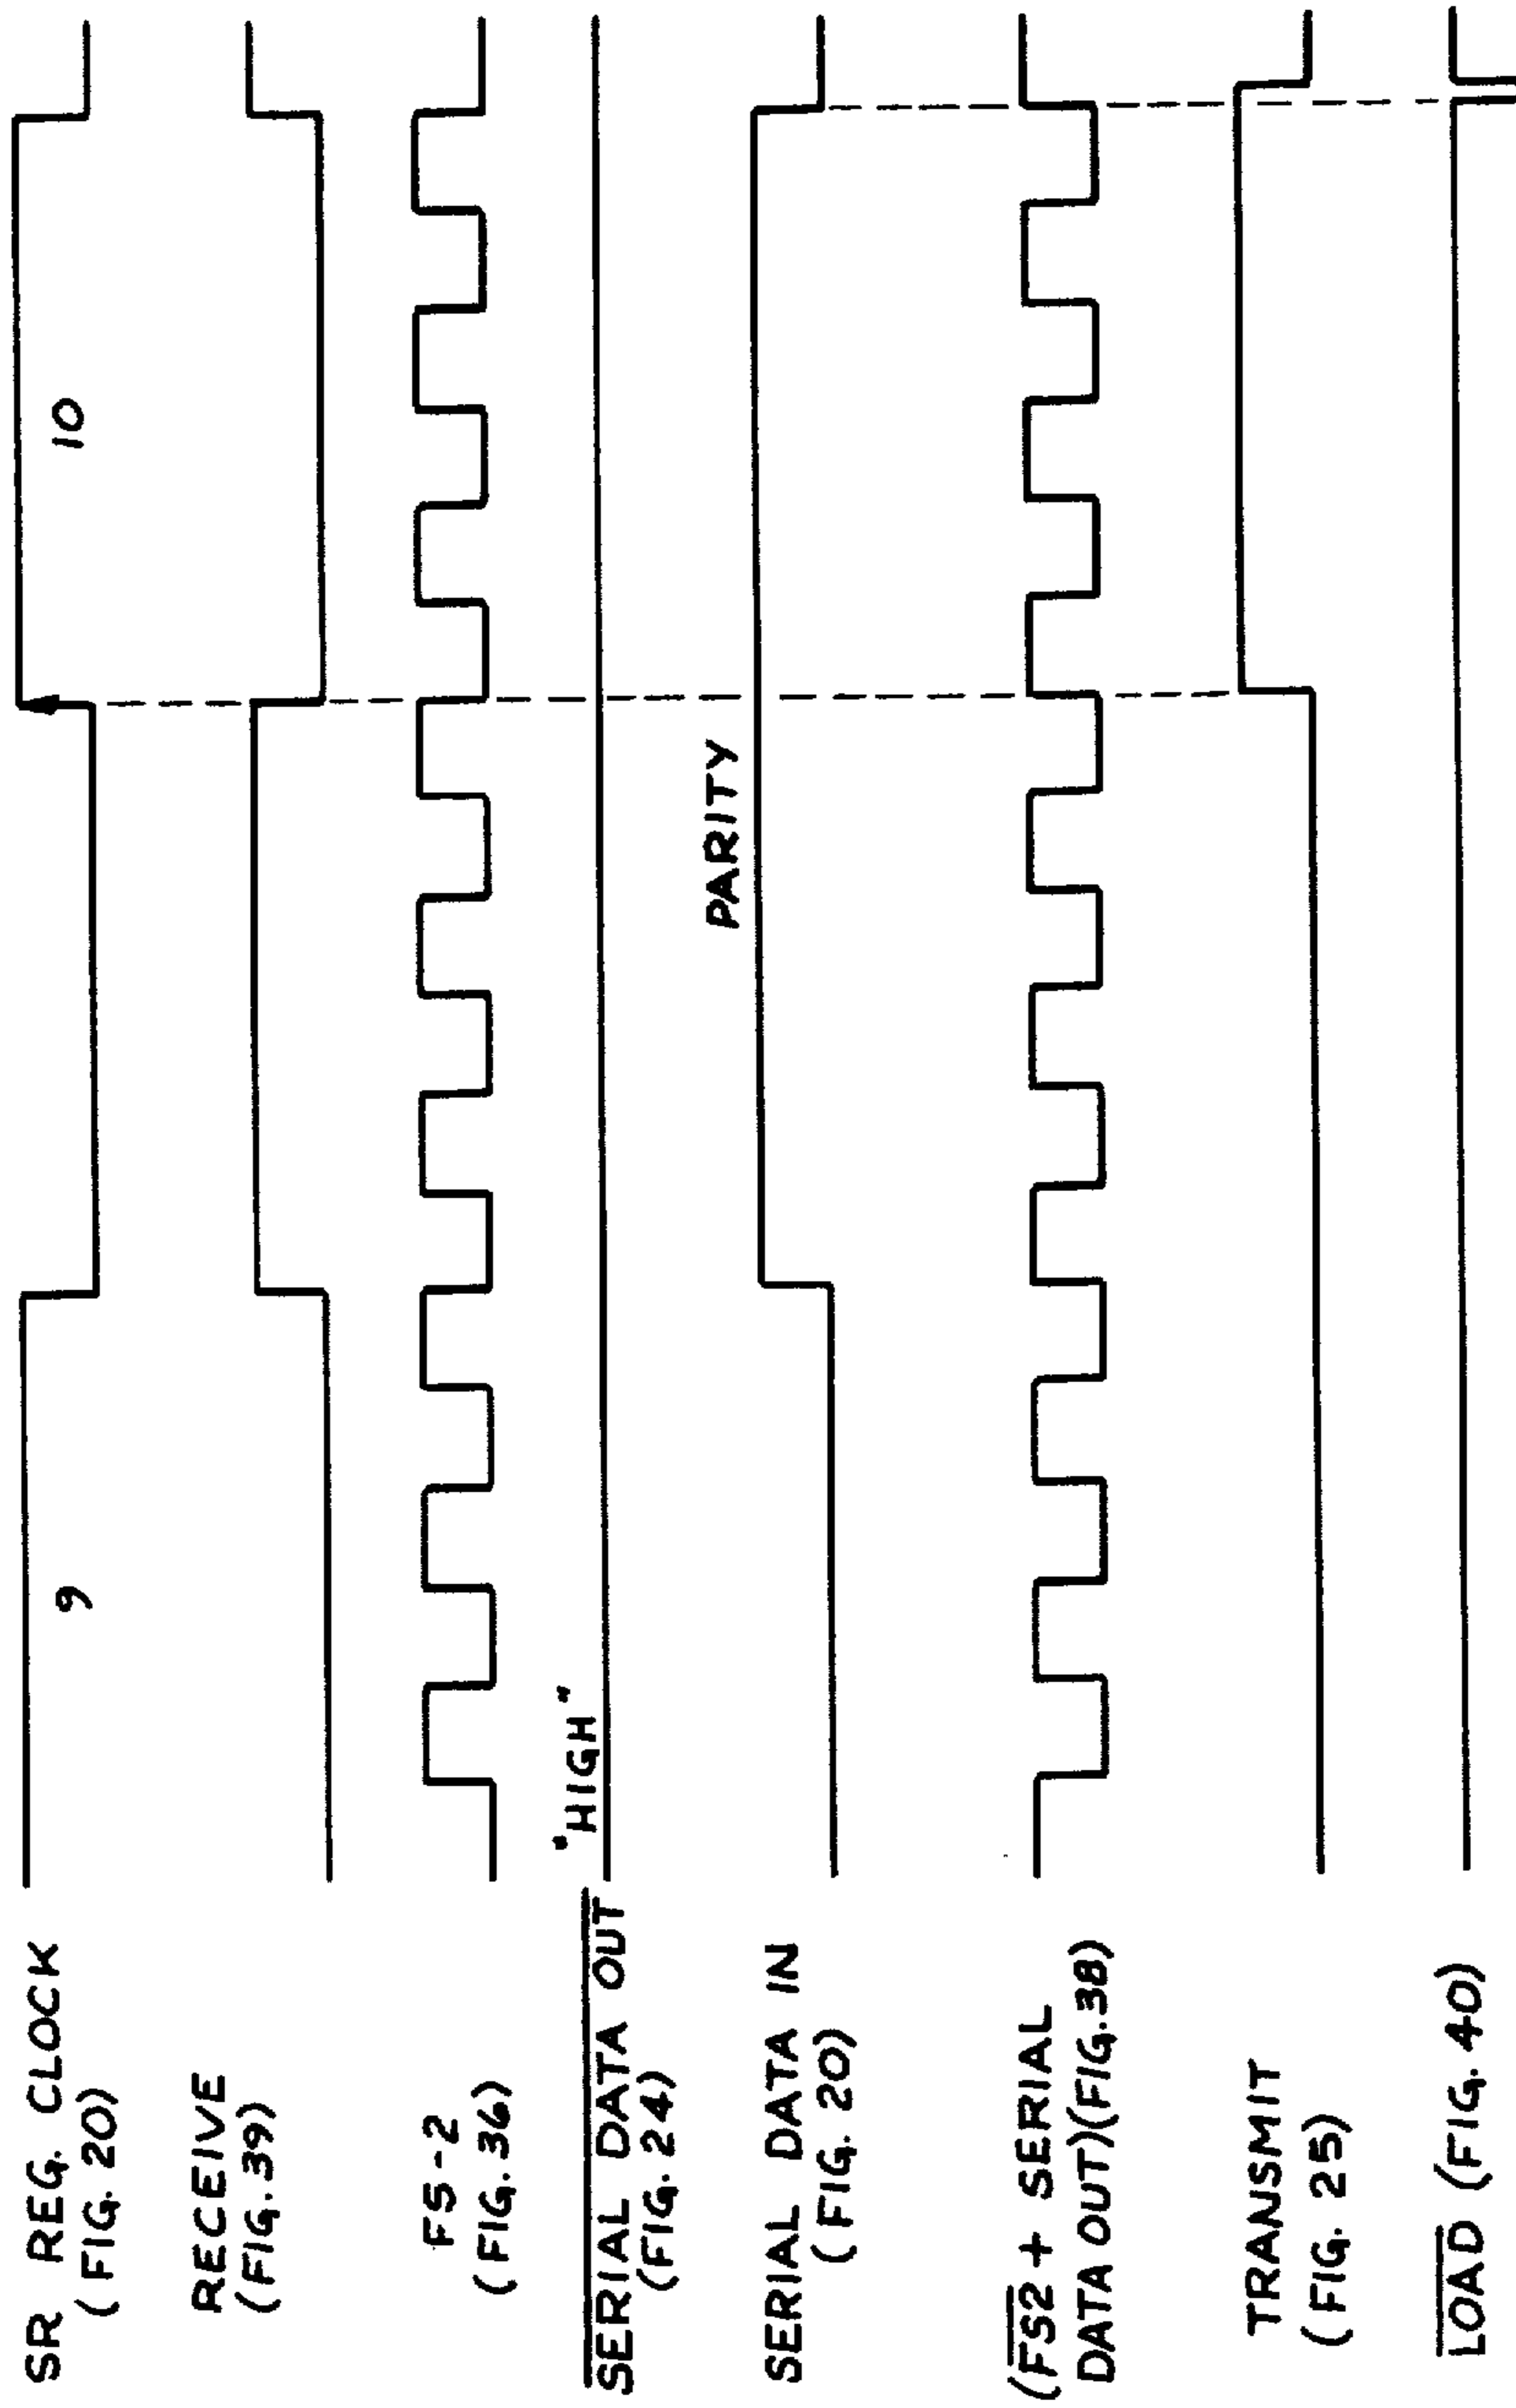 SR REG. CLOCK
(FIG. 20)
9
10
RECEIVE
(FIG. 39)
FS-2
(FIG. 36)
"HIGH"
SERIAL DATA OUT
(FIG. 24)
PARITY
SERIAL DATA IN
(FIG. 20)
(FS2 + SERIAL
DATA OUT)(FIG. 38)
TRANSMIT
(FIG. 25)
LOAD (FIG. 40)